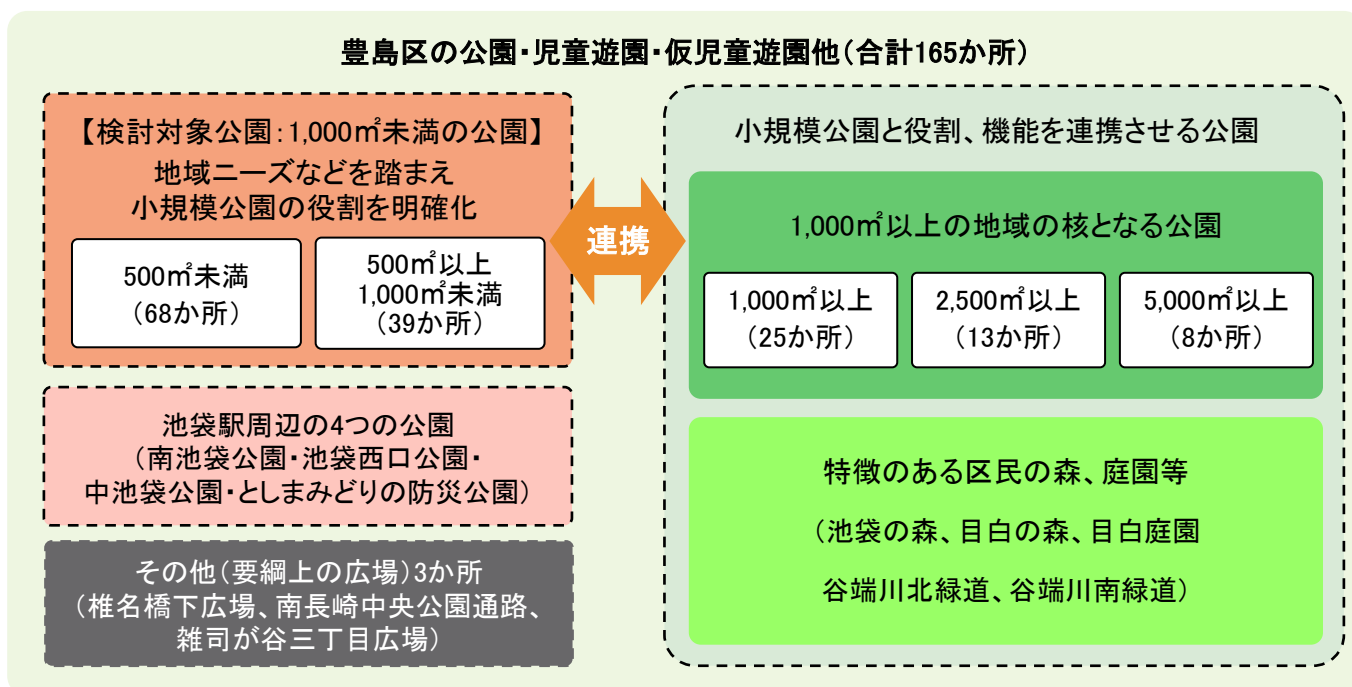 豊島区の公園・児童遊園・仮児童遊園他（合計165か所）
【検討対象公園：1,000㎡未満の公園】
地域ニーズなどを踏まえ
小規模公園の役割を明確化
500㎡未満
（68か所）
500㎡以上
1,000㎡未満
（39か所）
連携
小規模公園と役割、機能を連携させる公園
1,000㎡以上の地域の核となる公園
1,000㎡以上
（25か所）
2,500㎡以上
（13か所）
5,000㎡以上
（8か所）
池袋駅周辺の4つの公園
（南池袋公園・池袋西口公園・
中池袋公園・としまみどりの防災公園）
特徴のある区民の森、庭園等
（池袋の森、目白の森、目白庭園
谷端川北緑道、谷端川南緑道）
その他（要綱上の広場）3か所
（椎名橋下広場、南長崎中央公園通路、
雑司が谷三丁目広場）